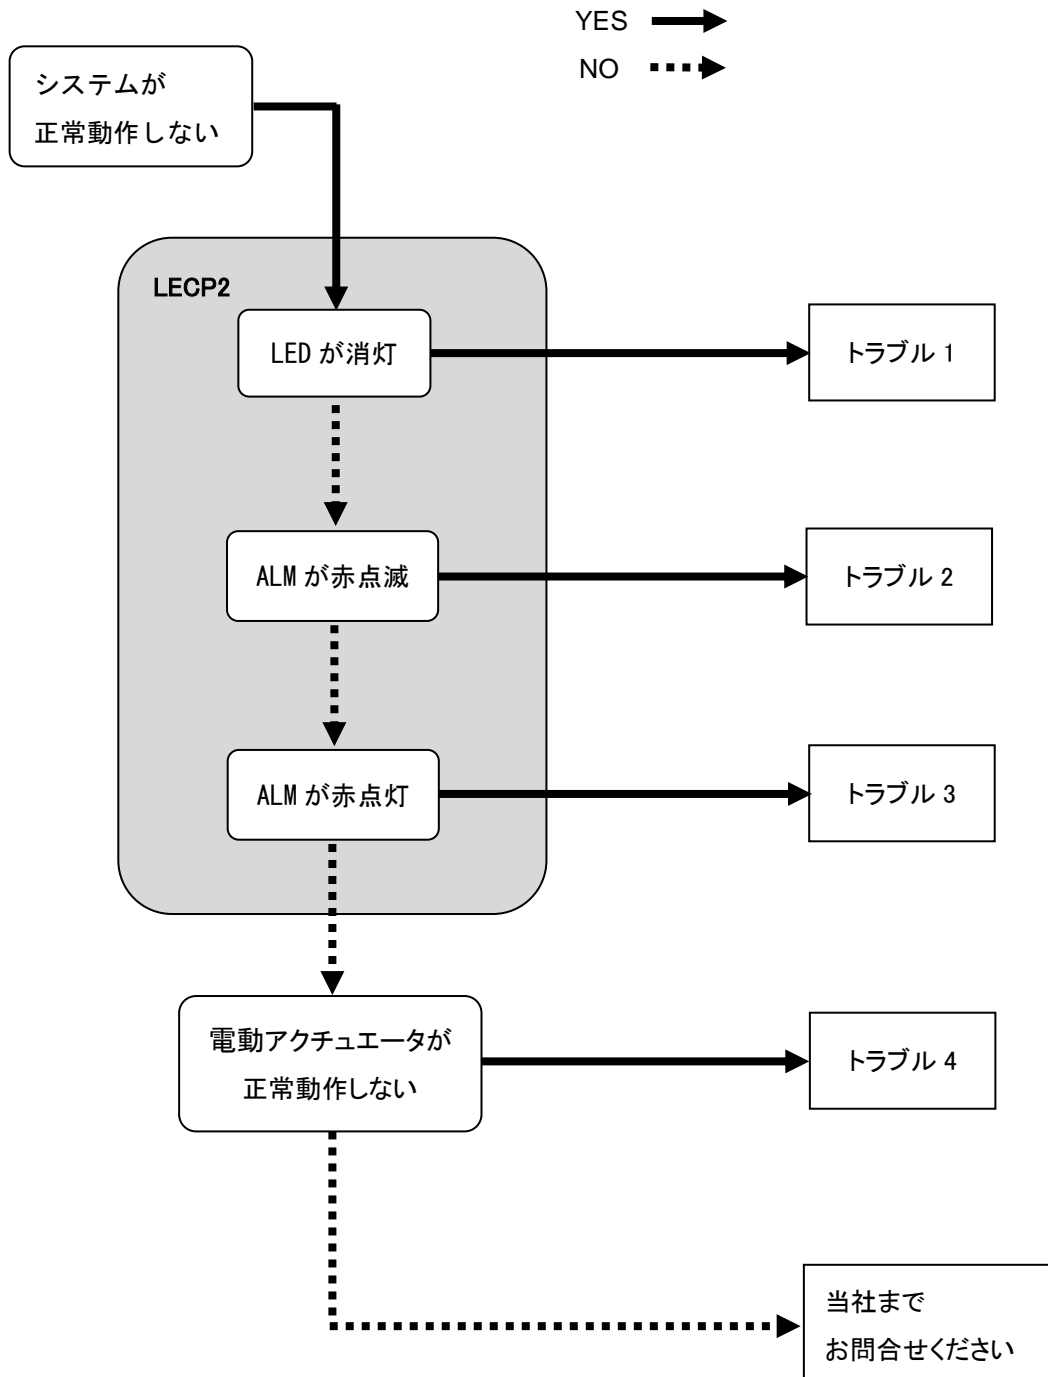 YES
NO
システムが
正常動作しない
LECP2
LED が消灯
トラブル 1
ALM が赤点滅
トラブル 2
ALM が赤点灯
トラブル 3
電動アクチュエータが
正常動作しない
トラブル 4
当社まで
お問合せください